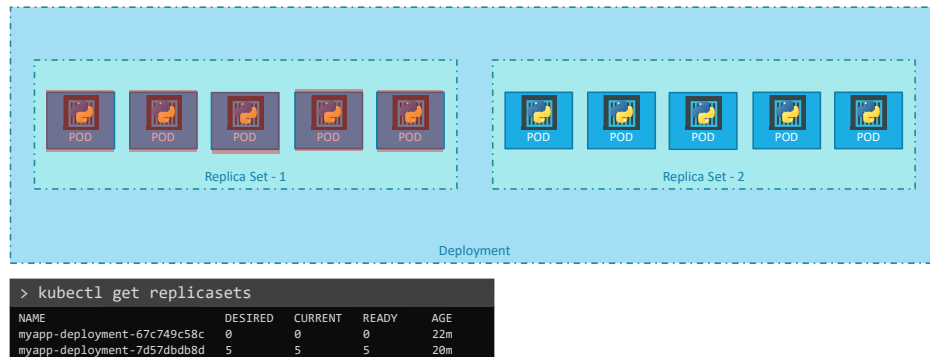 POD POD POD POD POD POD POD POD POD POD
Replica Set - 1 Replica Set - 2
Deployment
> kubectl get replicasets
NAME DESIRED CURRENT READY AGE
myapp-deployment-67c749c58c 0 0 0 22m
myapp-deployment-7d57dbdb8d 5 5 5 20m